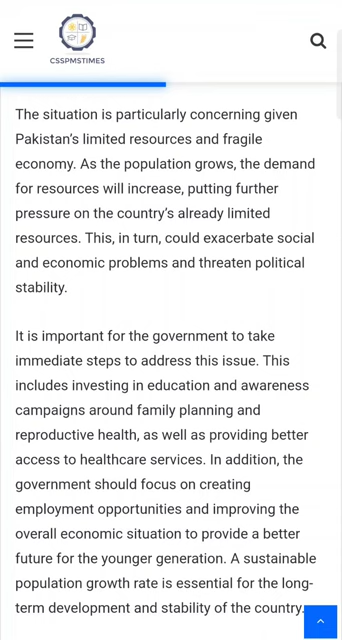 CSSPMSTIMES
The situation is particularly concerning given
Pakistan's limited resources and fragile
economy. As the population grows, the demand
for resources will increase, putting further
pressure on the country's already limited
resources. This, in turn, could exacerbate social
and economic problems and threaten political
stability.
It is important for the government to take
immediate steps to address this issue. This
includes investing in education and awareness
campaigns around family planning and
reproductive health, as well as providing better
access to healthcare services. In addition, the
government should focus on creating
employment opportunities and improving the
overall economic situation to provide a better
future for the younger generation. A sustainable
population growth rate is essential for the long-
term development and stability of the country.